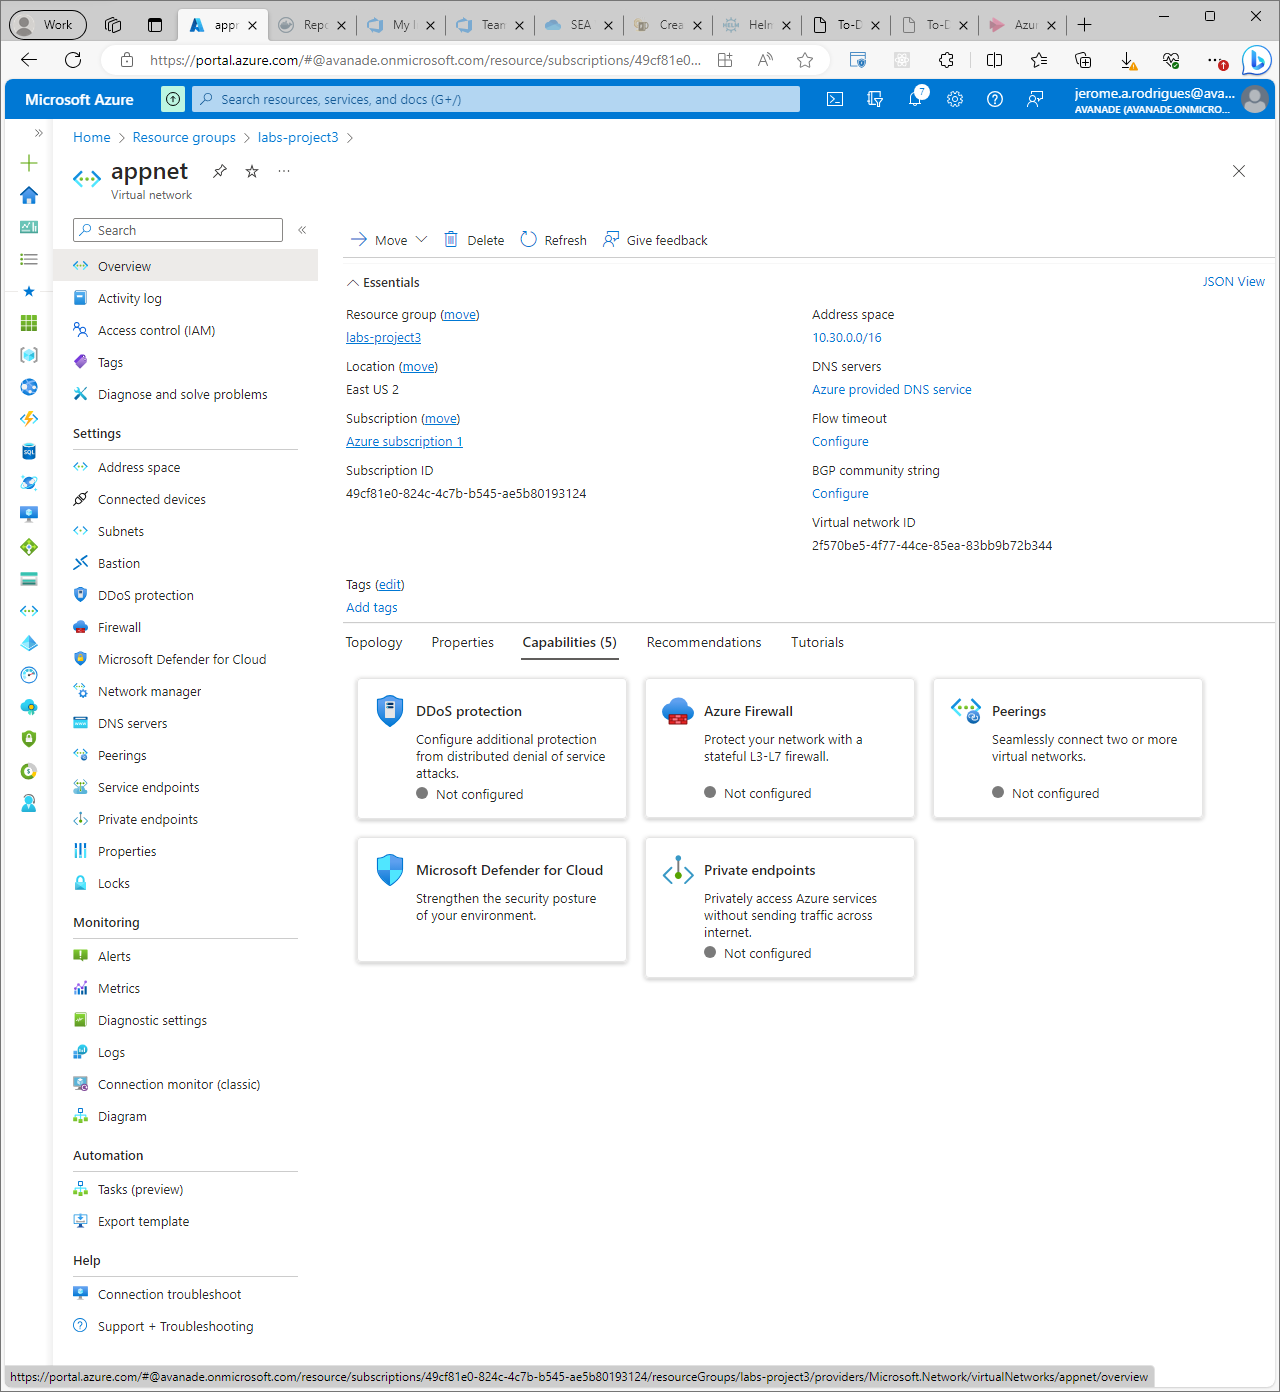 Work
appr
Repo
My I
Team
SEA
Crea
Helm
To-D
To-D
Azur
https://portal.azure.com/#@avanade.onmicrosoft.com/resource/subscriptions/49cf81e0...
Microsoft Azure
Search resources, services, and docs (G+/)
7
jerome.a.rodrigues@ava...
AVANADE (AVANADE.ONMICRO...
Home > Resource groups > labs-project3 >
appnet
Virtual network
Search
Move
Delete
Refresh
Give feedback
Overview
Activity log
Access control (IAM)
Tags
Diagnose and solve problems
Settings
Address space
Connected devices
Subnets
Bastion
DDoS protection
Firewall
Microsoft Defender for Cloud
Network manager
DNS servers
Peerings
Service endpoints
Private endpoints
Properties
Locks
Monitoring
Alerts
Metrics
Diagnostic settings
Logs
Connection monitor (classic)
Diagram
Automation
Tasks (preview)
Export template
Help
Connection troubleshoot
Support + Troubleshooting
Essentials
JSON View
Resource group (move)
labs-project3
Location (move)
East US 2
Subscription (move)
Azure subscription 1
Subscription ID
49cf81e0-824c-4c7b-b545-ae5b80193124
Address space
10.30.0.0/16
DNS servers
Azure provided DNS service
Flow timeout
Configure
BGP community string
Configure
Virtual network ID
2f570be5-4f77-44ce-85ea-83bb9b72b344
Tags (edit)
Add tags
Topology
Properties
Capabilities (5)
Recommendations
Tutorials
DDoS protection
Configure additional protection
from distributed denial of service
attacks.
Not configured
Azure Firewall
Protect your network with a
stateful L3-L7 firewall.
Not configured
Peerings
Seamlessly connect two or more
virtual networks.
Not configured
Microsoft Defender for Cloud
Strengthen the security posture
of your environment.
Private endpoints
Privately access Azure services
without sending traffic across
internet.
Not configured
https://portal.azure.com/#@avanade.onmicrosoft.com/resource/subscriptions/49cf81e0-824c-4c7b-b545-ae5b80193124/resourceGroups/labs-project3/providers/Microsoft.Network/virtualNetworks/appnet/overview